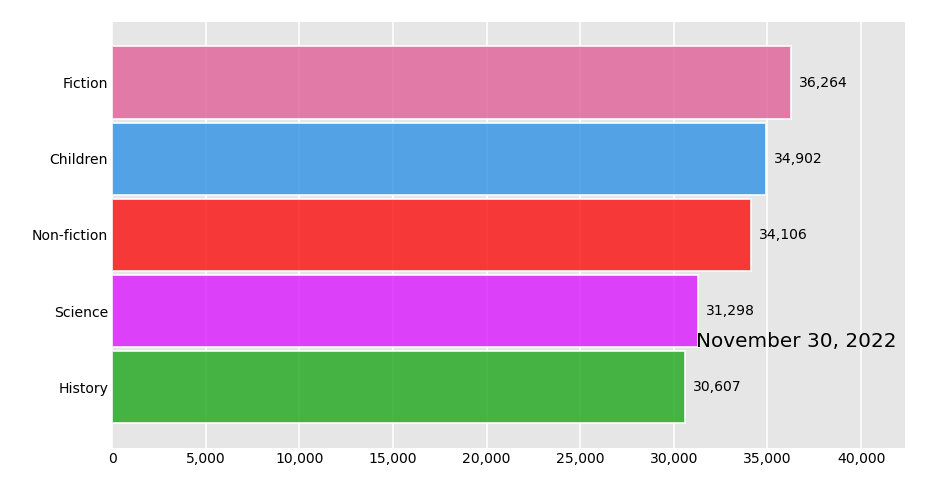 Fiction 36,264
Children 34,902
Non-fiction 34,106
Science 31,298
November 30, 2022
History 30,607
0 5,000 10,000 15,000 20,000 25,000 30,000 35,000 40,000